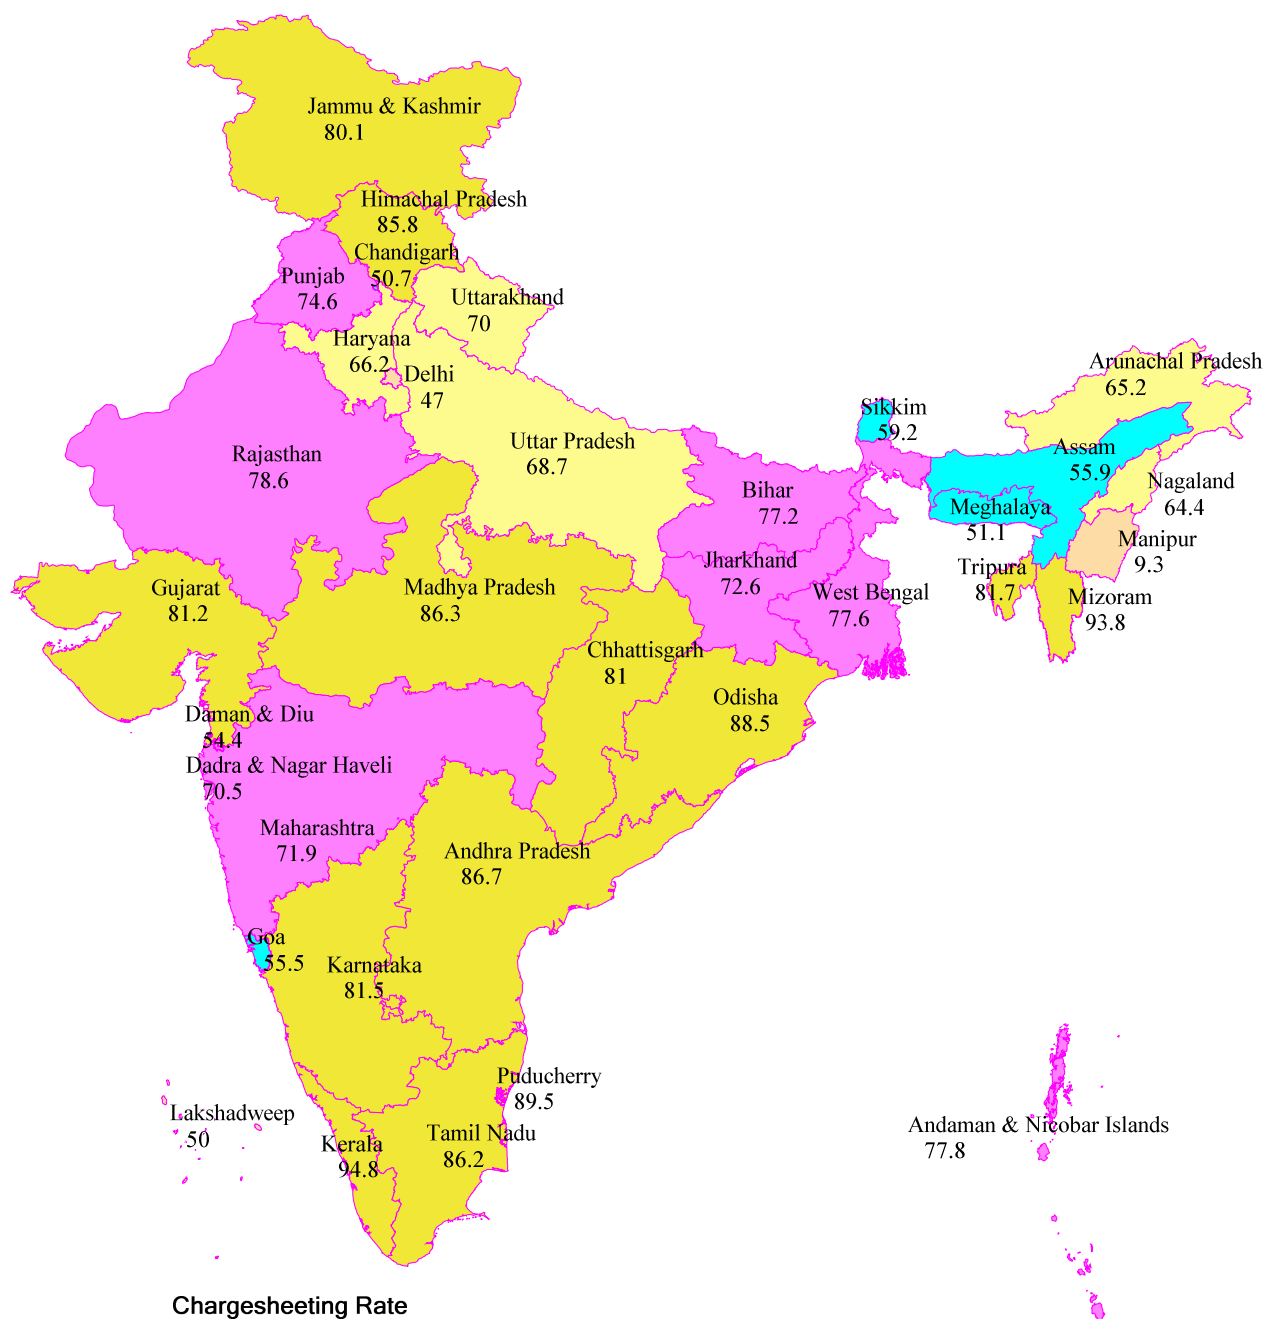 Jammu & Kashmir
80.1
Himachal Pradesh
85.8
Chandigarh
50.7
Punjab
74.6
Uttarakhand
70
Haryana
66.2
Delhi
47
Arunachal Pradesh
65.2
Sikkim
59.2
Uttar Pradesh
68.7
Rajasthan
78.6
Assam
55.9
Bihar
77.2
Nagaland
64.4
Meghalaya
51.1
Manipur
9.3
Jharkhand
72.6
Tripura
81.7
Gujarat
81.2
Madhya Pradesh
86.3
West Bengal
77.6
Mizoram
93.8
Chhattisgarh
81
Odisha
88.5
Daman & Diu
54.4
Dadra & Nagar Haveli
70.5
Maharashtra
71.9
Andhra Pradesh
86.7
Goa
55.5
Karnataka
81.5
Puducherry
89.5
Lakshadweep
50
Kerala
94.8
Tamil Nadu
86.2
Andaman & Nicobar Islands
77.8
Chargesheeting Rate